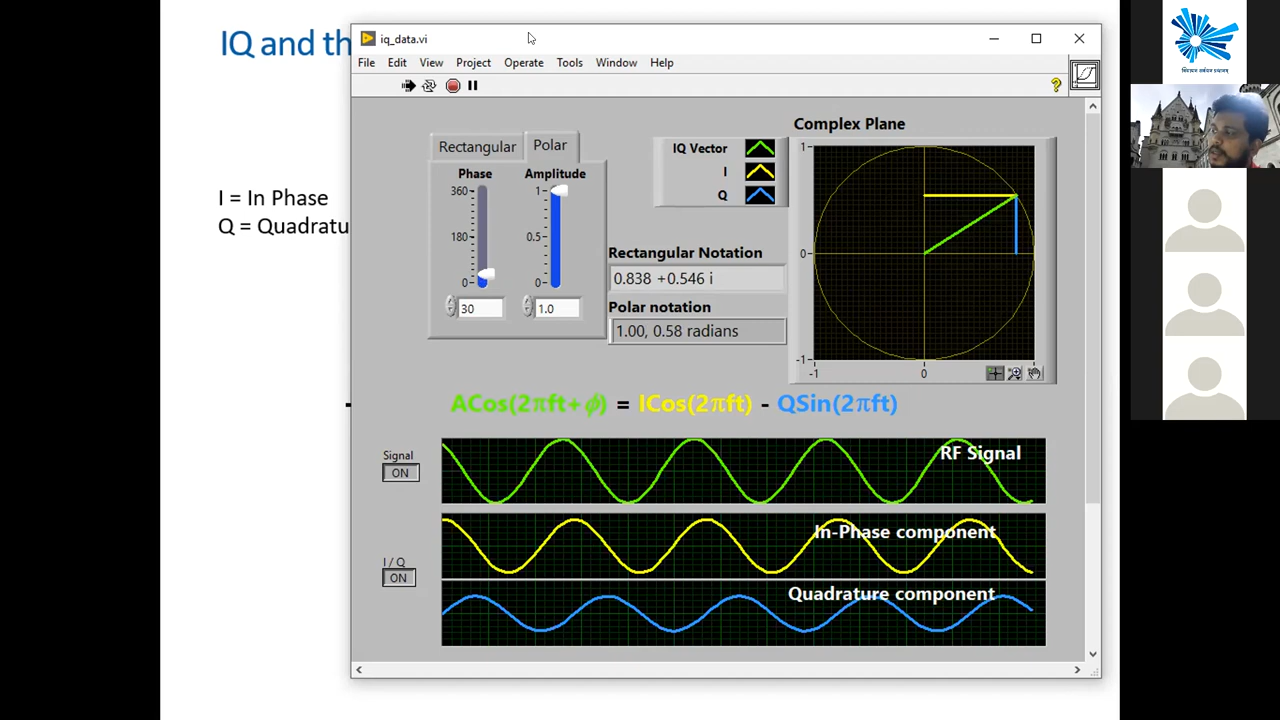 IQ and th
I = In Phase
Q = Quadratu
iq_data.vi
File Edit View Project Operate Tools Window Help
Rectangular Polar
Phase Amplitude
360
180
0
1
0.5
0
30
1.0
IQ Vector
I
Q
Rectangular Notation
0.838 +0.546 i
Polar notation
1.00, 0.58 radians
Complex Plane
1
0
-1
-1 0
ACos(2πft+ϕ) = ICos(2πft) - QSin(2πft)
Signal
ON
RF Signal
I / Q
ON
In-Phase component
Quadrature component